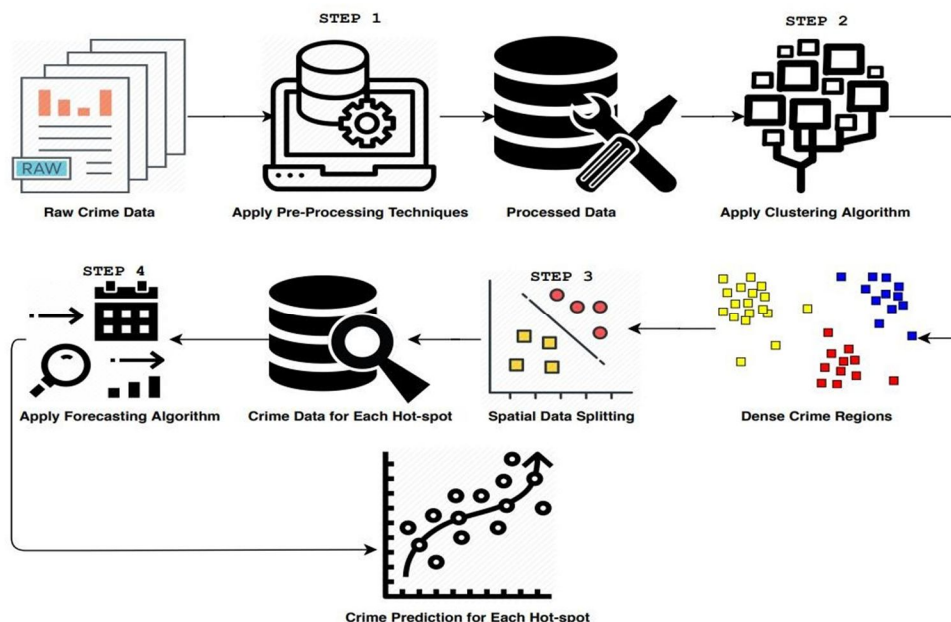 STEP 1
STEP 2
RAW
Raw Crime Data
Apply Pre-Processing Techniques
Processed Data
Apply Clustering Algorithm
STEP 4
STEP 3
Apply Forecasting Algorithm
Crime Data for Each Hot-spot
Spatial Data Splitting
Dense Crime Regions
Crime Prediction for Each Hot-spot